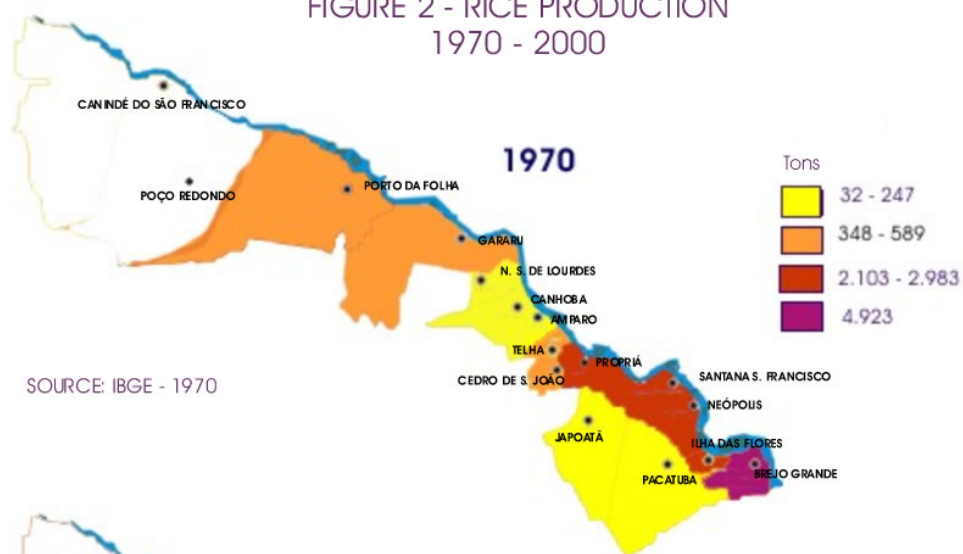 FIGURE 2 - RICE PRODUCTION
1970 - 2000
CANINDÉ DO SÃO FRANCISCO
1970
Tons
POÇO REDONDO
PORTO DA FOLHA
32 - 247
348 - 589
GARARU
N. S. DE LOURDES
2.103 - 2.983
CANHOBA
AMPARO
4.923
TELHA
PROPRIÁ
CEDRO DE S. JOÃO
SANTANA S. FRANCISCO
SOURCE: IBGE - 1970
NEÓPOLIS
JAPOATÃ
ILHA DAS FLORES
PACATUBA
BREJO GRANDE